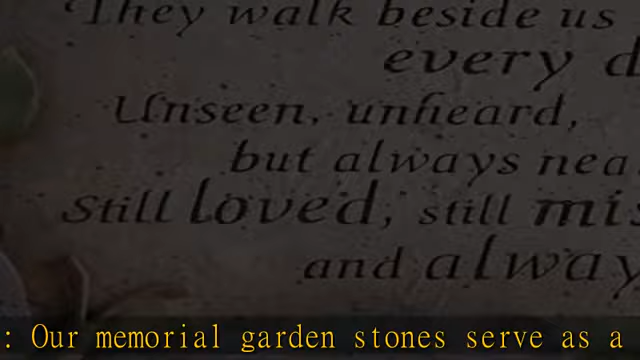 They walk beside us
every d
Unseen, unheard,
but always nea
Still loved, still mis
and alway
: Our memorial garden stones serve as a